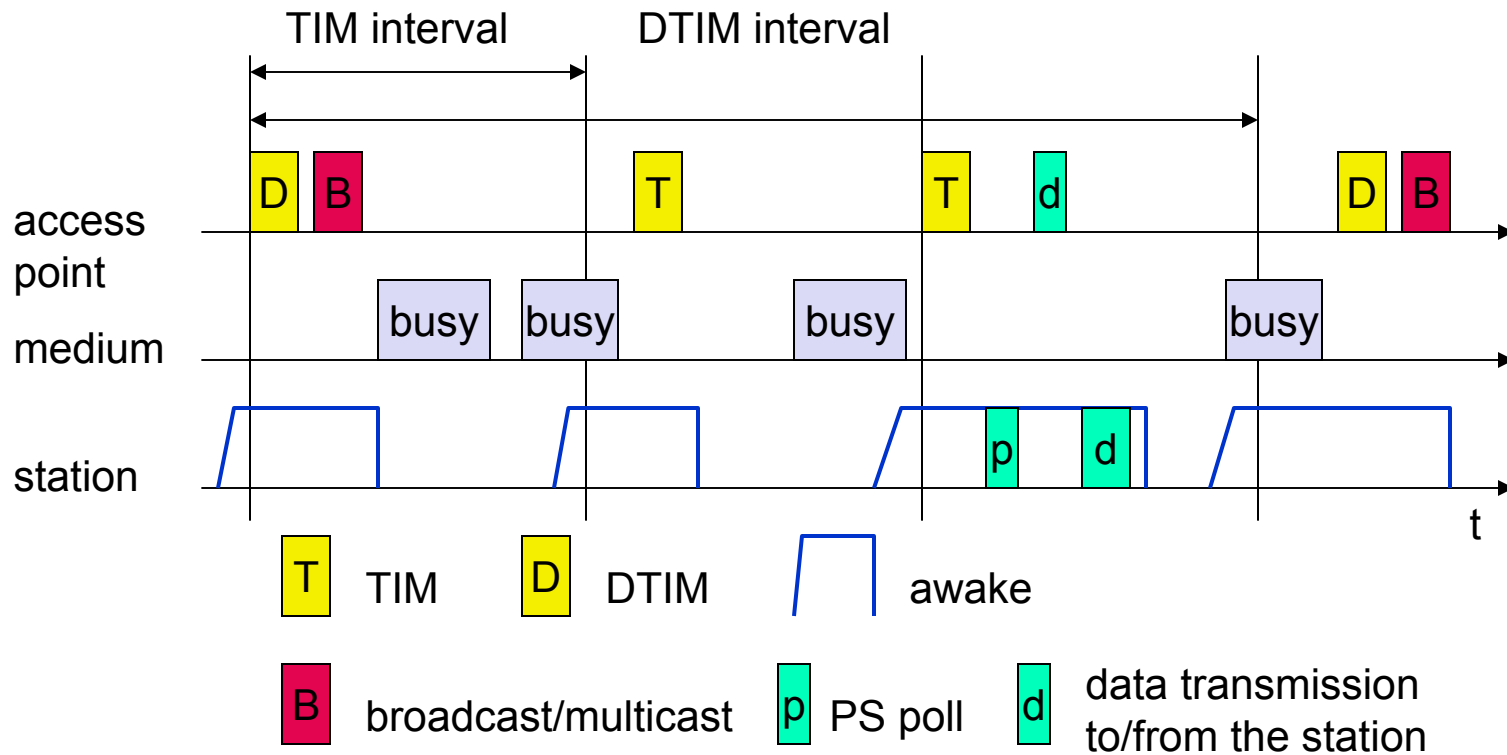 TIM interval
DTIM interval
D
B
T
T
d
D
B
access
point
busy
busy
busy
busy
medium
p
d
station
t
T
TIM
D
DTIM
awake
B
broadcast/multicast
p
PS poll
d
data transmission
to/from the station